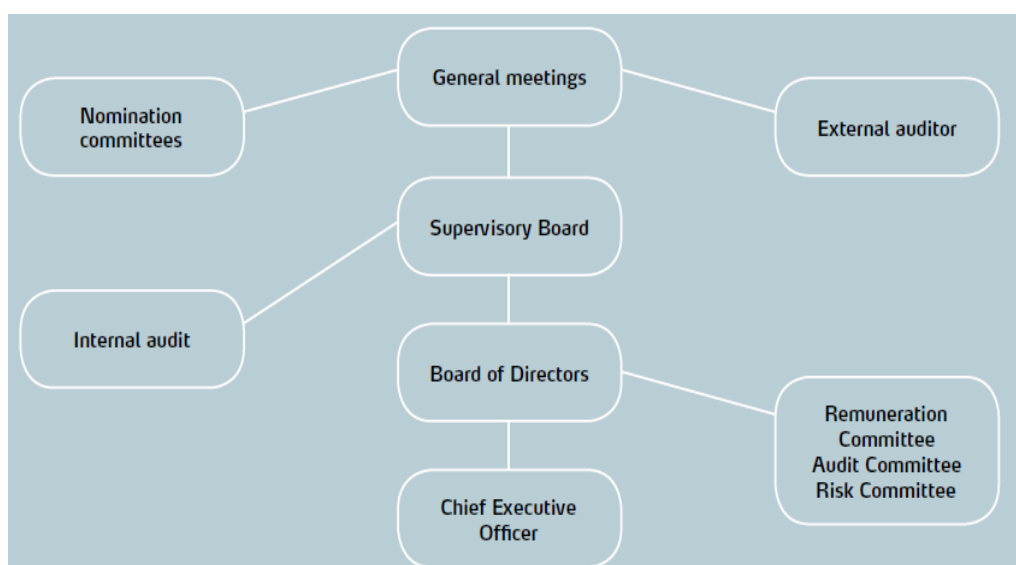 General meetings
Nomination
committees
External auditor
Supervisory Board
Internal audit
Board of Directors
Remuneration
Committee
Audit Committee
Risk Committee
Chief Executive
Officer